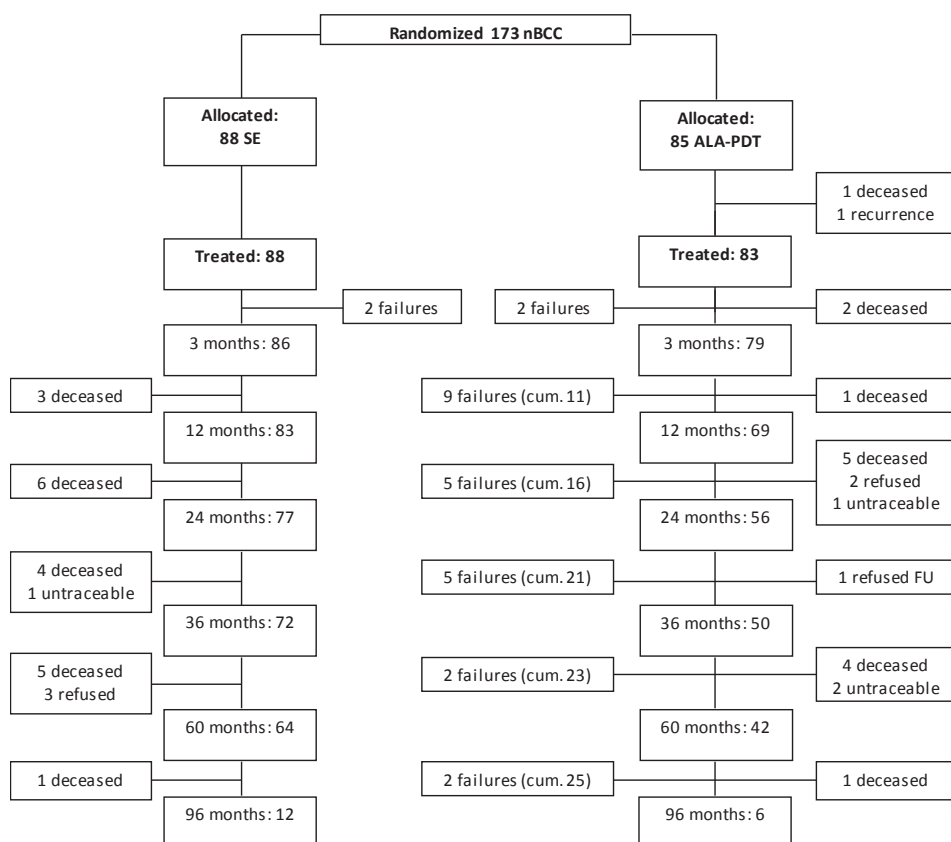 Randomized 173 nBCC
Allocated:
88 SE
Allocated:
85 ALA-PDT
1 deceased
1 recurrence
Treated: 88
Treated: 83
2 failures
2 failures
2 deceased
3 months: 86
3 months: 79
3 deceased
9 failures (cum. 11)
1 deceased
12 months: 83
12 months: 69
6 deceased
5 failures (cum. 16)
5 deceased
2 refused
1 untraceable
24 months: 77
24 months: 56
4 deceased
1 untraceable
5 failures (cum. 21)
1 refused FU
36 months: 72
36 months: 50
5 deceased
3 refused
2 failures (cum. 23)
4 deceased
2 untraceable
60 months: 64
60 months: 42
1 deceased
2 failures (cum. 25)
1 deceased
96 months: 12
96 months: 6